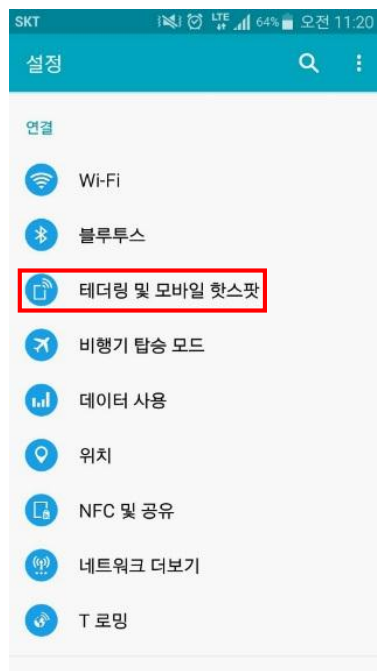 SKT LTE 64% 오전 11:20
설정
연결
Wi-Fi
블루투스
테더링 및 모바일 핫스팟
비행기 탑승 모드
데이터 사용
위치
NFC 및 공유
네트워크 더보기
T 로밍